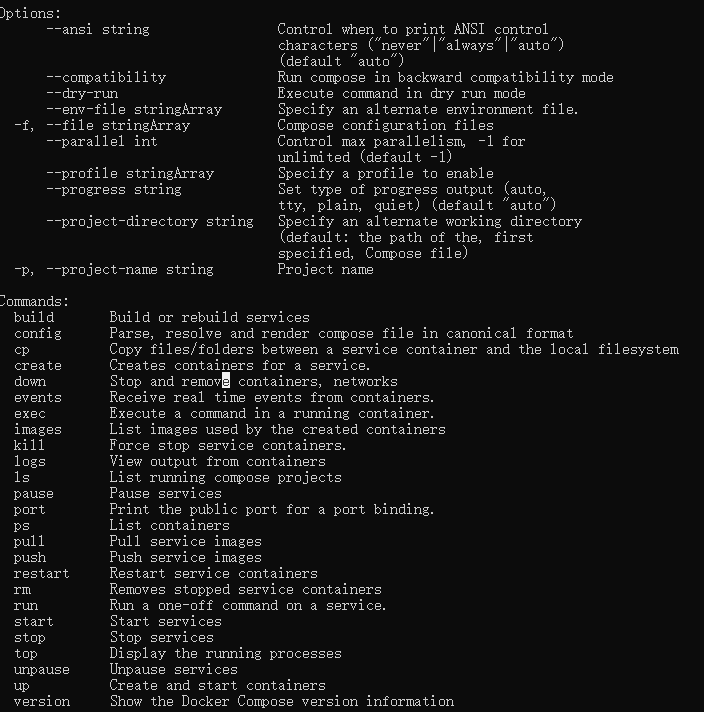 Options:
--ansi string Control when to print ANSI control
characters ("never"|"always"|"auto")
(default "auto")
--compatibility Run compose in backward compatibility mode
--dry-run Execute command in dry run mode
--env-file stringArray Specify an alternate environment file.
-f, --file stringArray Compose configuration files
--parallel int Control max parallelism, -1 for
unlimited (default -1)
--profile stringArray Specify a profile to enable
--progress string Set type of progress output (auto,
tty, plain, quiet) (default "auto")
--project-directory string Specify an alternate working directory
(default: the path of the, first
specified, Compose file)
-p, --project-name string Project name
Commands:
build Build or rebuild services
config Parse, resolve and render compose file in canonical format
cp Copy files/folders between a service container and the local filesystem
create Creates containers for a service.
down Stop and remove containers, networks
events Receive real time events from containers.
exec Execute a command in a running container.
images List images used by the created containers
kill Force stop service containers.
logs View output from containers
ls List running compose projects
pause Pause services
port Print the public port for a port binding.
ps List containers
pull Pull service images
push Push service images
restart Restart service containers
rm Removes stopped service containers
run Run a one-off command on a service.
start Start services
stop Stop services
top Display the running processes
unpause Unpause services
up Create and start containers
version Show the Docker Compose version information